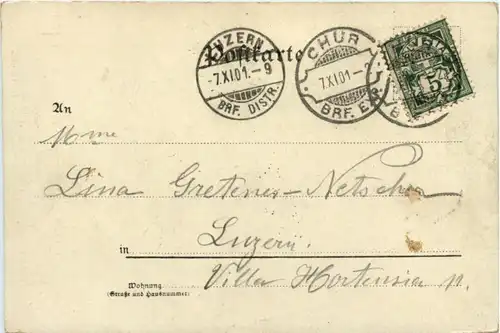 Postkarte
LUZERN
7.XI.01.–9
BRF. DISTR.
CHUR
7.XI.01.–
BRF. EXP.
5
An
Mme
Lina Gretener-Netscher
in Luzern.
Villa Hortensia
Wohnung
(Straße und Hausnummer)